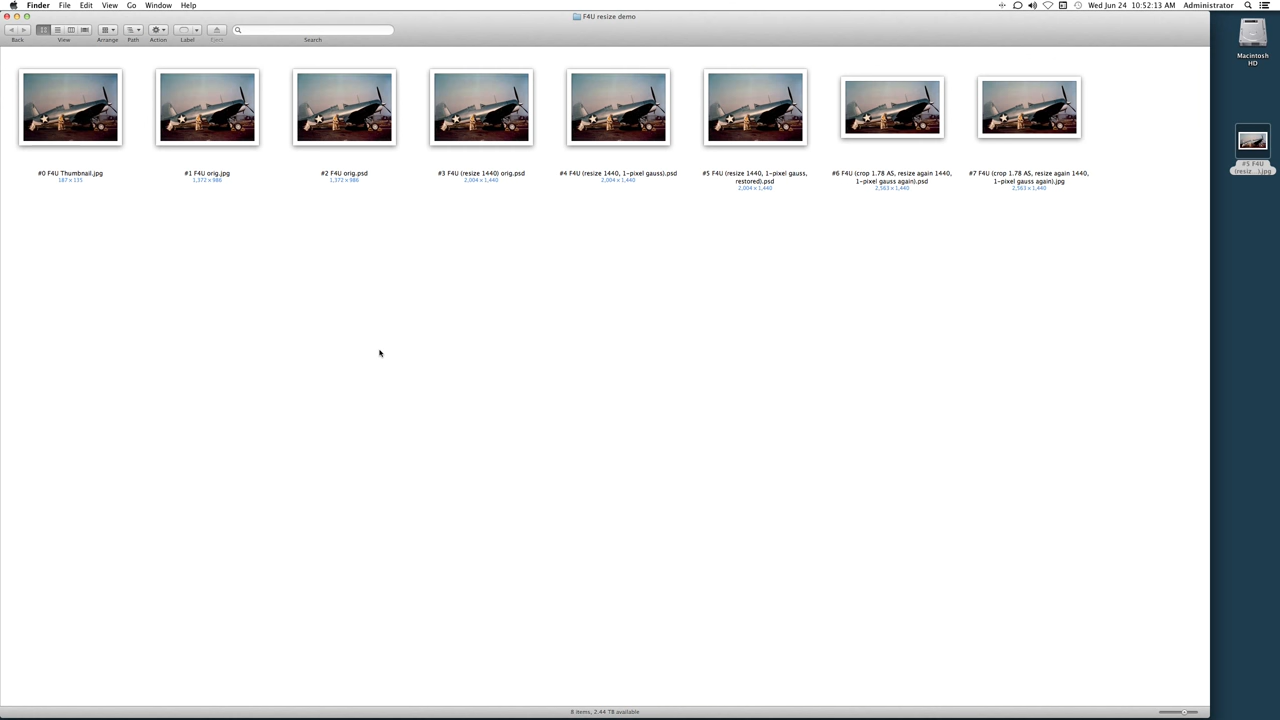 Finder File Edit View Go Window Help
Wed Jun 24 10:52:13 AM Administrator
F4U resize demo
Back View Arrange Path Action Label Eject Search
Macintosh HD
#0 F4U Thumbnail.jpg
187 x 135
#1 F4U orig.jpg
1,372 x 986
#2 F4U orig.psd
1,372 x 986
#3 F4U (resize 1440) orig.psd
2,004 x 1,440
#4 F4U (resize 1440, 1-pixel gauss).psd
2,004 x 1,440
#5 F4U (resize 1440, 1-pixel gauss,
restored).psd
2,004 x 1,440
#6 F4U (crop 1.78 AS, resize again 1440,
1-pixel gauss again).psd
2,563 x 1,440
#7 F4U (crop 1.78 AS, resize again 1440,
1-pixel gauss again).jpg
2,563 x 1,440
#5 F4U
(resiz...).jpg
8 items, 2.44 TB available